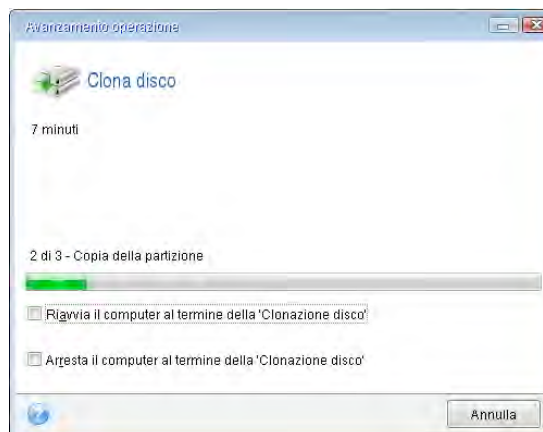 Avanzamento operazione
Clona disco
7 minuti
2 di 3 - Copia della partizione
Riavvia il computer al termine della 'Clonazione disco'
Arresta il computer al termine della 'Clonazione disco'
Annulla